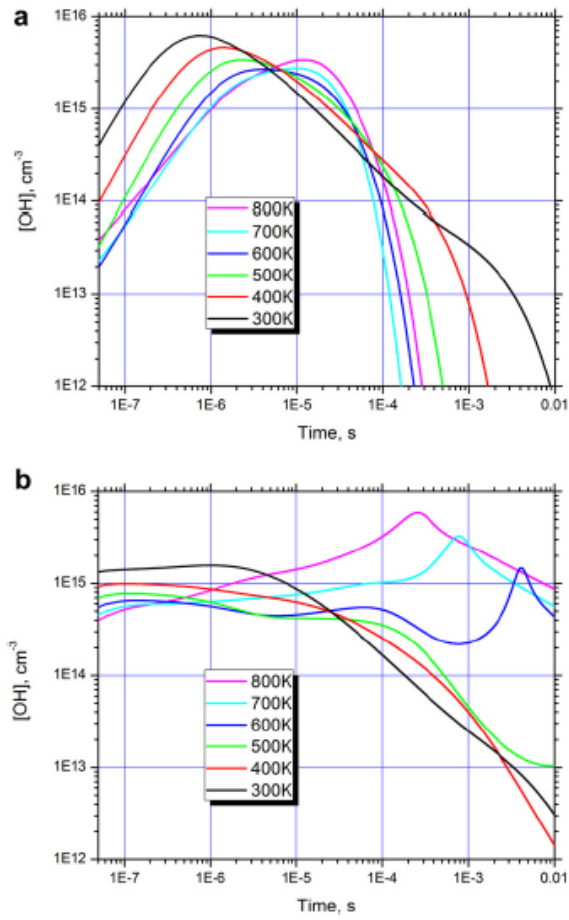 a
1E16
1E15
1E14
1E13
1E12
[OH], cm⁻³
800K
700K
600K
500K
400K
300K
1E-7 1E-6 1E-5 1E-4 1E-3 0.01
Time, s
b
1E16
1E15
1E14
1E13
1E12
[OH], cm⁻³
800K
700K
600K
500K
400K
300K
1E-7 1E-6 1E-5 1E-4 1E-3 0.01
Time, s